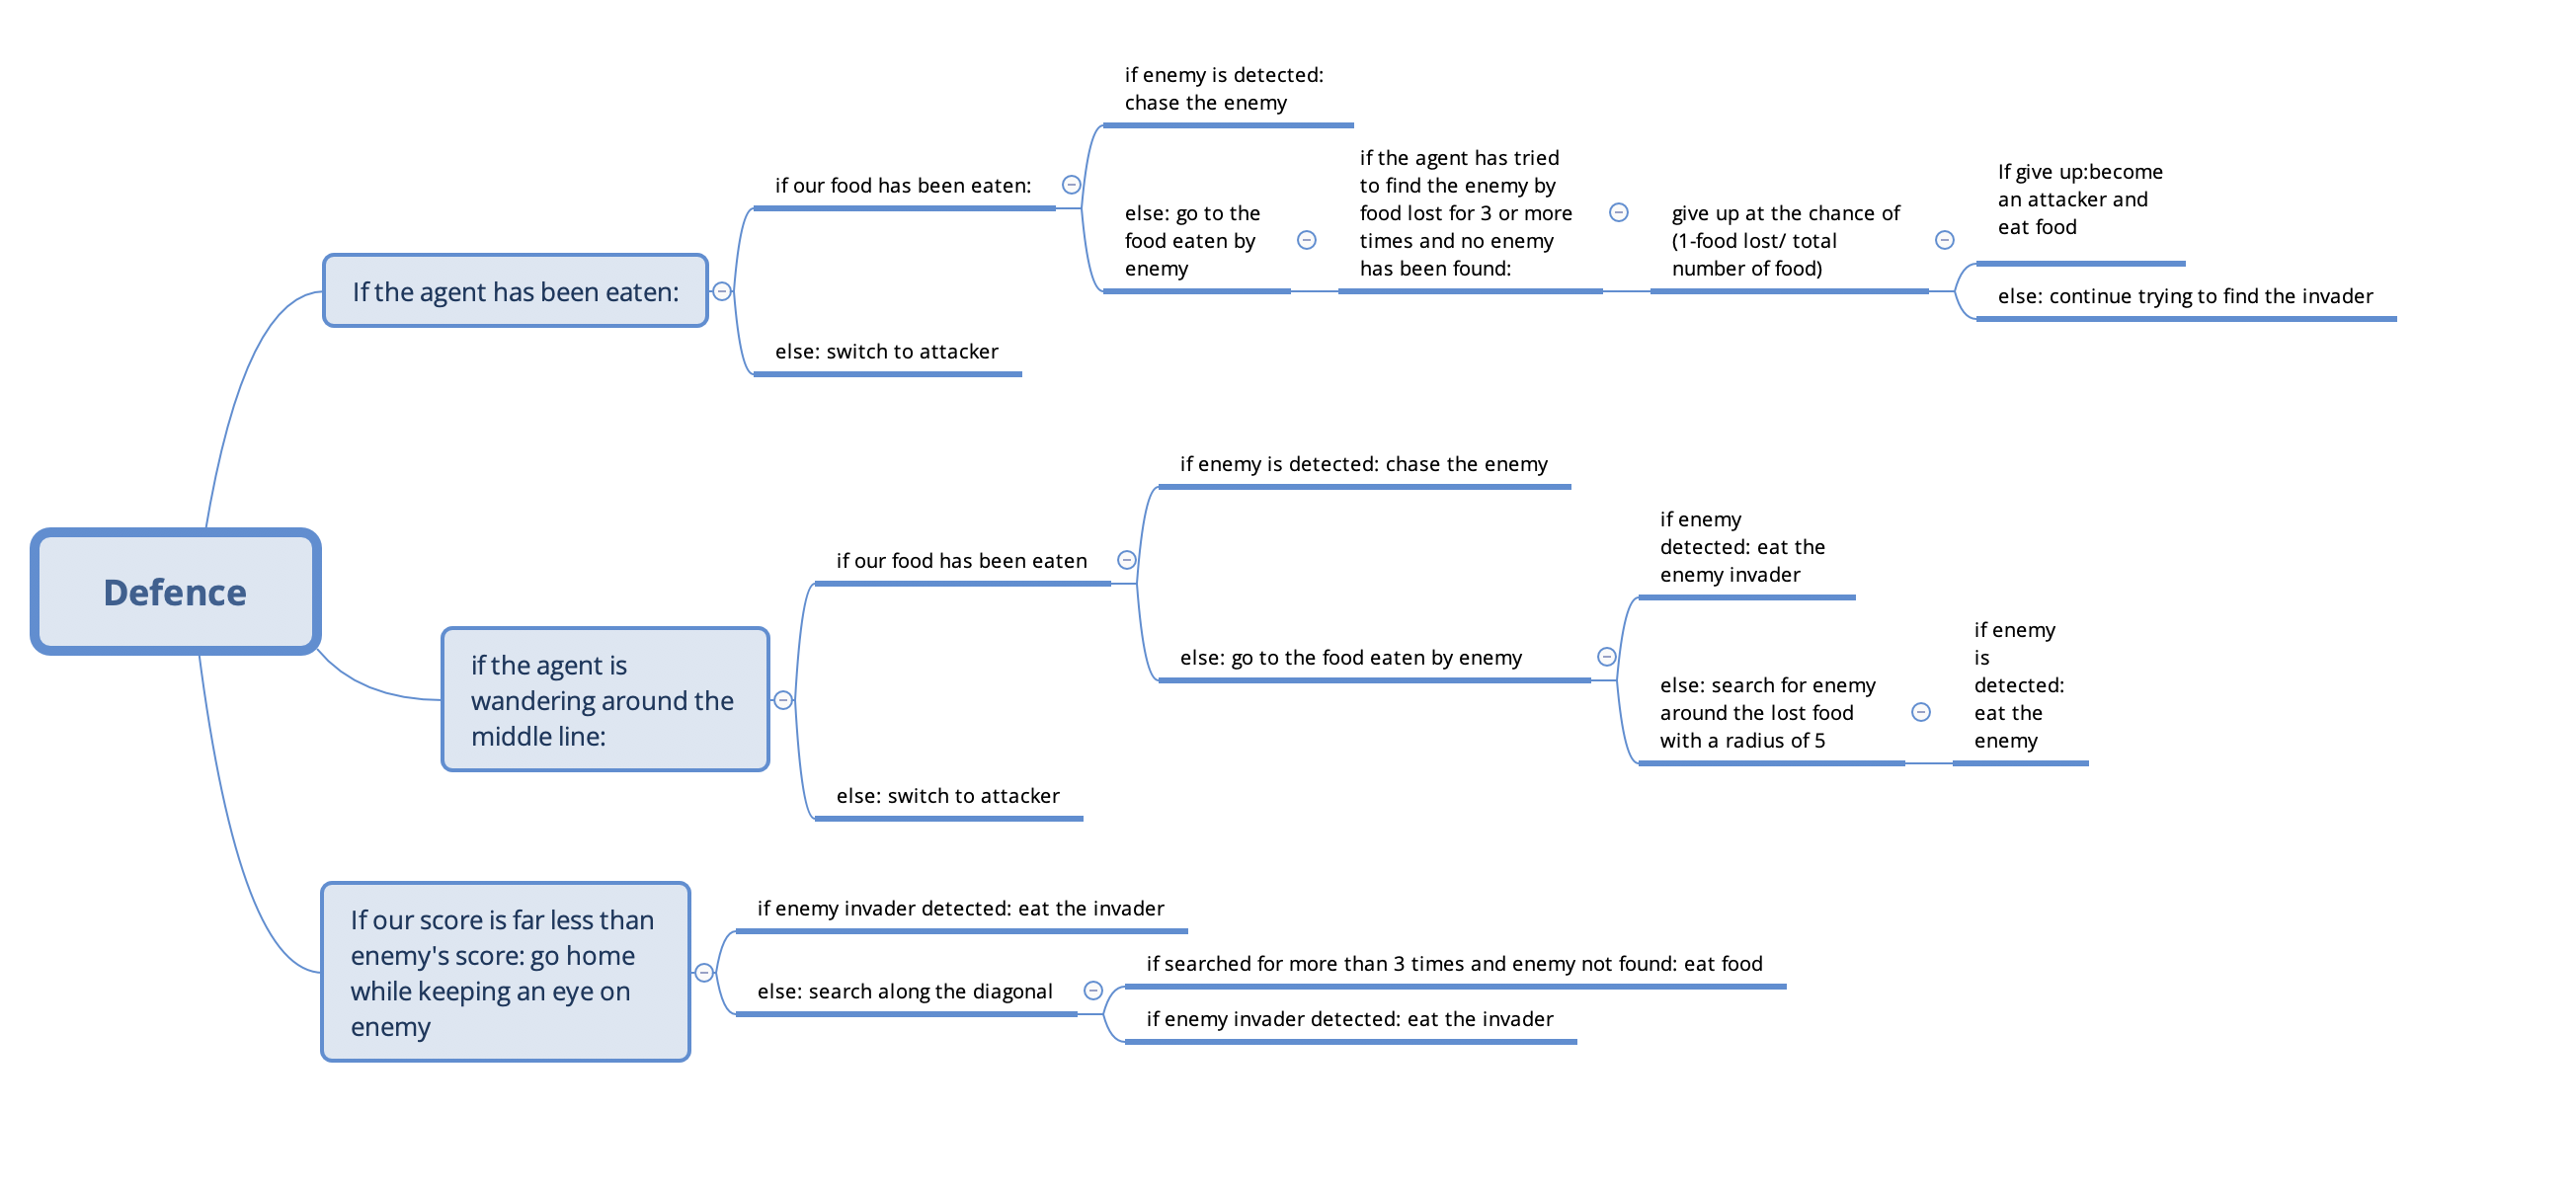 Defence
If the agent has been eaten:
if our food has been eaten:
if enemy is detected:
chase the enemy
else: go to the
food eaten by
enemy
if the agent has tried
to find the enemy by
food lost for 3 or more
times and no enemy
has been found:
give up at the chance of
(1-food lost/ total
number of food)
If give up:become
an attacker and
eat food
else: continue trying to find the invader
else: switch to attacker
if the agent is
wandering around the
middle line:
if our food has been eaten
if enemy is detected: chase the enemy
else: go to the food eaten by enemy
if enemy
detected: eat the
enemy invader
else: search for enemy
around the lost food
with a radius of 5
if enemy
is
detected:
eat the
enemy
else: switch to attacker
If our score is far less than
enemy's score: go home
while keeping an eye on
enemy
if enemy invader detected: eat the invader
else: search along the diagonal
if searched for more than 3 times and enemy not found: eat food
if enemy invader detected: eat the invader